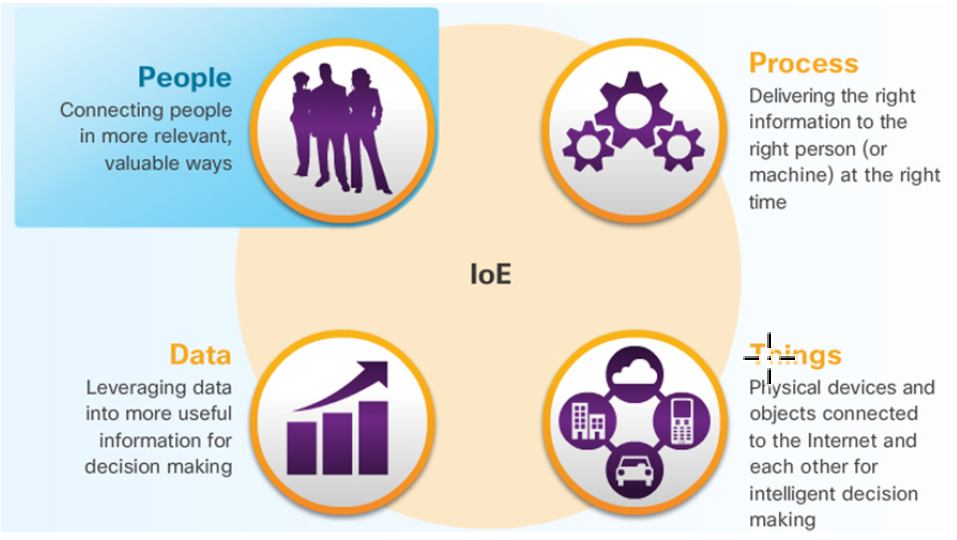 People
Connecting people
in more relevant,
valuable ways
Process
Delivering the right
information to the
right person (or
machine) at the right
time
IoE
Data
Leveraging data
into more useful
information for
decision making
Things
Physical devices and
objects connected
to the Internet and
each other for
intelligent decision
making